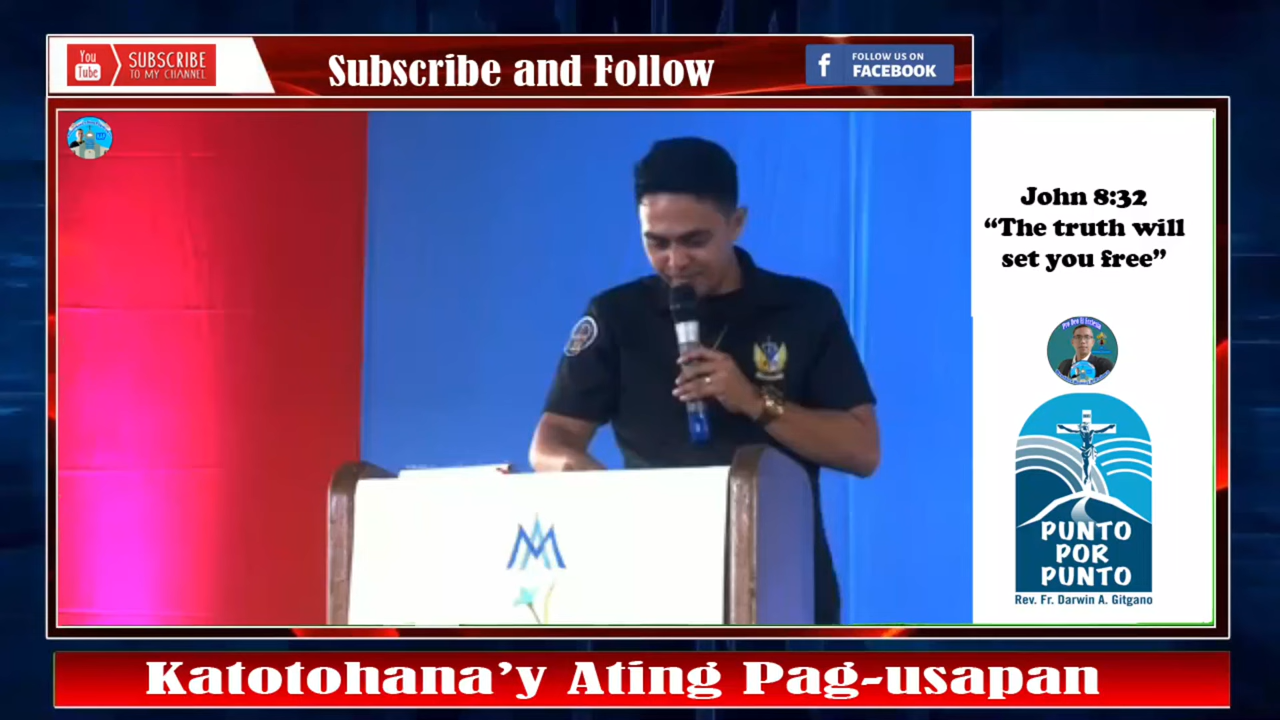 You
Tube
SUBSCRIBE
TO MY CHANNEL
Subscribe and Follow
f
FOLLOW US ON
FACEBOOK
John 8:32
“The truth will
set you free”
PUNTO
POR
PUNTO
Rev. Fr. Darwin A. Gitgano
Katotohana’y Ating Pag-usapan